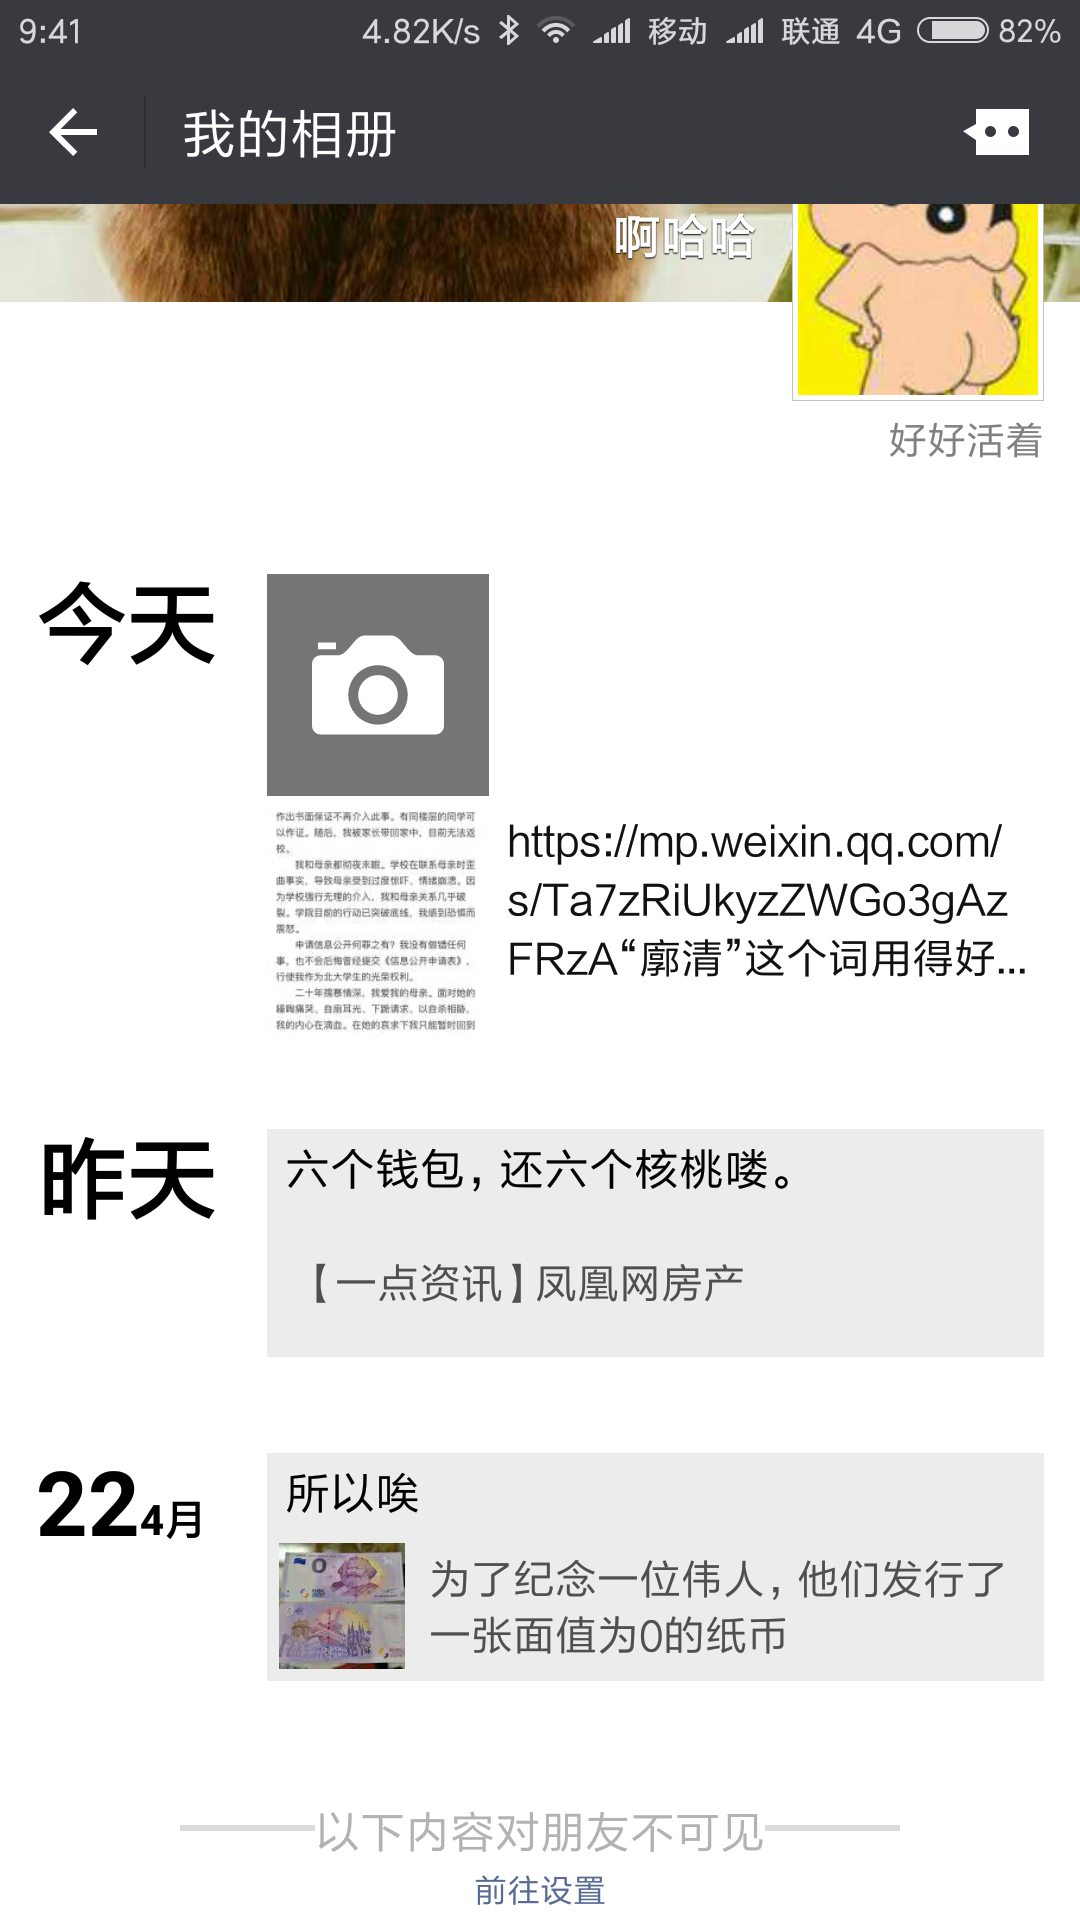 9:41 4.82K/s 移动 联通 4G 82%
我的相册
啊哈哈
好好活着
今天
作出书面保证不再介入此事。有同楼层的同学可
以作证。随后，我被家长带回家中，目前无法返
校。
我和母亲都彻夜未眠。学校在联系母亲时歪
曲事实，导致母亲受到过度惊吓、情绪崩溃。因
为学校强行无理的介入，我和母亲关系几乎破
裂。学院目前的行动已突破底线，我感到恐惧而
震怒。
申请信息公开何罪之有？我没有做错任何
事，也不会后悔曾经提交《信息公开申请表》，
行使我作为北大学生的光荣权利。
二十年孺慕情深，我爱我的母亲。面对她的
嚎啕痛哭、自扇耳光、下跪请求、以自杀相胁，
我的内心在滴血。在她的哀求下我只能暂时回到
https://mp.weixin.qq.com/
s/Ta7zRiUkyzZWGo3gAz
FRzA“廓清”这个词用得好...
昨天
六个钱包，还六个核桃喽。
【一点资讯】凤凰网房产
22 4月
所以唉
为了纪念一位伟人，他们发行了
一张面值为0的纸币
以下内容对朋友不可见
前往设置